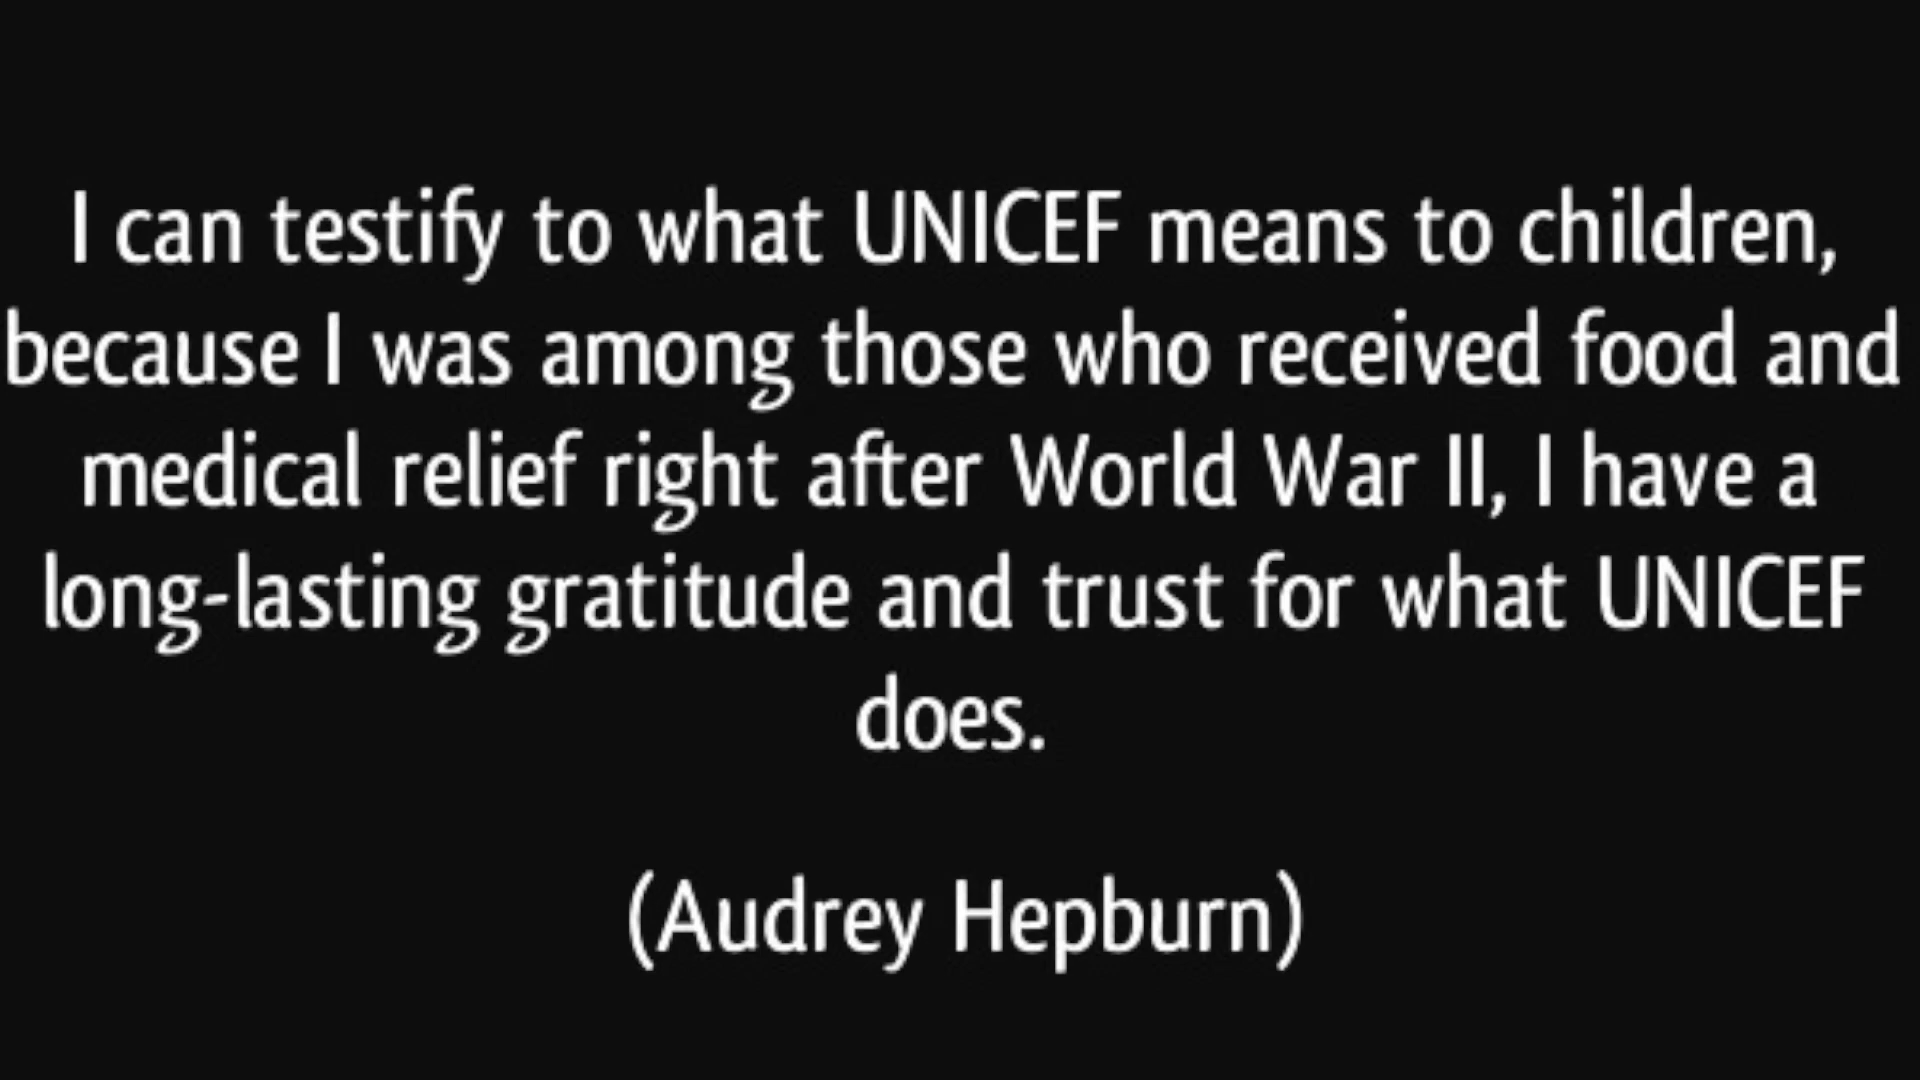 I can testify to what UNICEF means to children,
because I was among those who received food and
medical relief right after World War II, I have a
long-lasting gratitude and trust for what UNICEF
does.
(Audrey Hepburn)